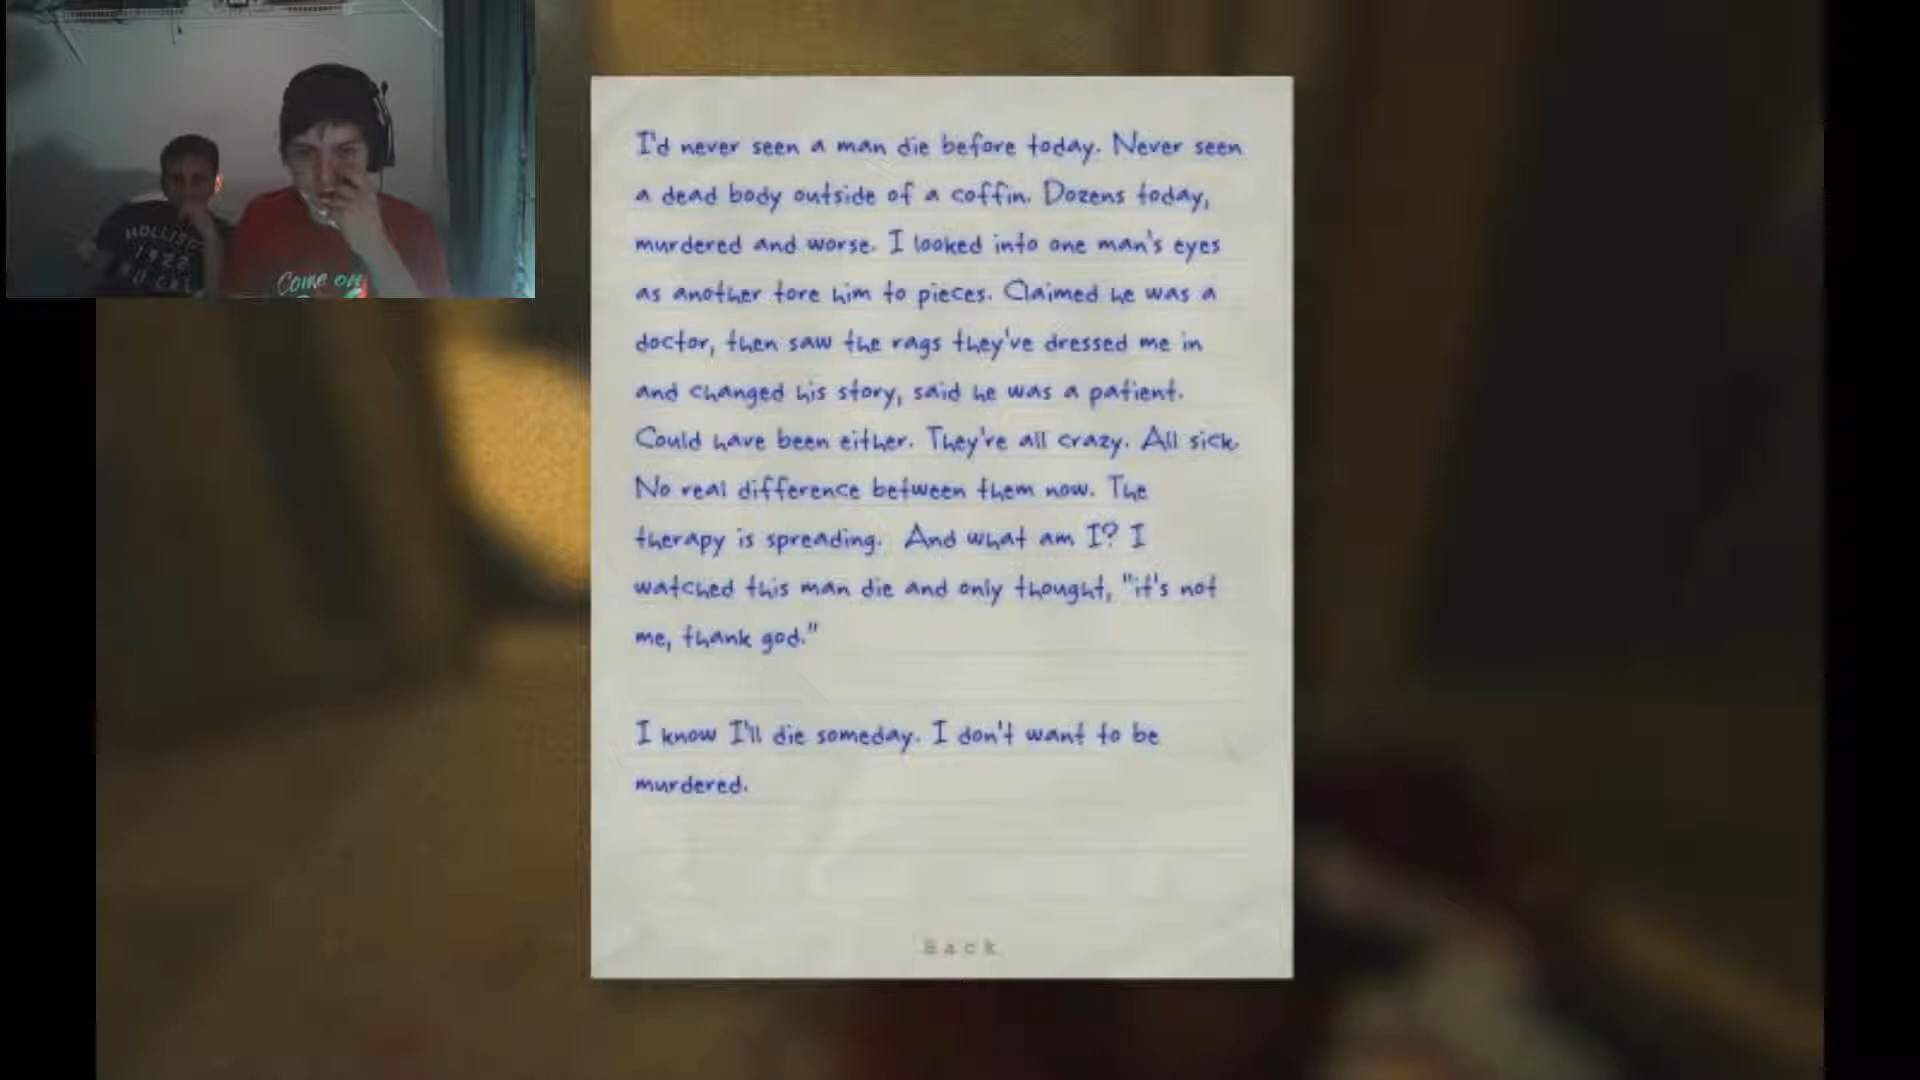 I'd never seen a man die before today. Never seen
a dead body outside of a coffin. Dozens today,
murdered and worse. I looked into one man's eyes
as another tore him to pieces. Claimed he was a
doctor, then saw the rags they've dressed me in
and changed his story, said he was a patient.
Could have been either. They're all crazy. All sick.
No real difference between them now. The
therapy is spreading. And what am I? I
watched this man die and only thought, "it's not
me, thank god."
I know I'll die someday. I don't want to be
murdered.
Back
HOLLIS
1922
Come on